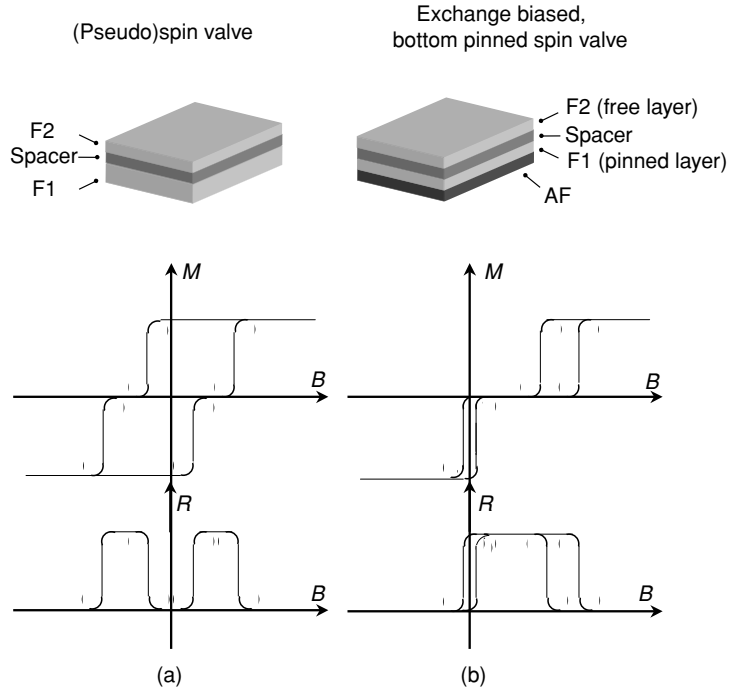 (Pseudo)spin valve
Exchange biased,
bottom pinned spin valve
F2
Spacer
F1
F2 (free layer)
Spacer
F1 (pinned layer)
AF
M
B
R
B
(a)
M
B
R
B
(b)